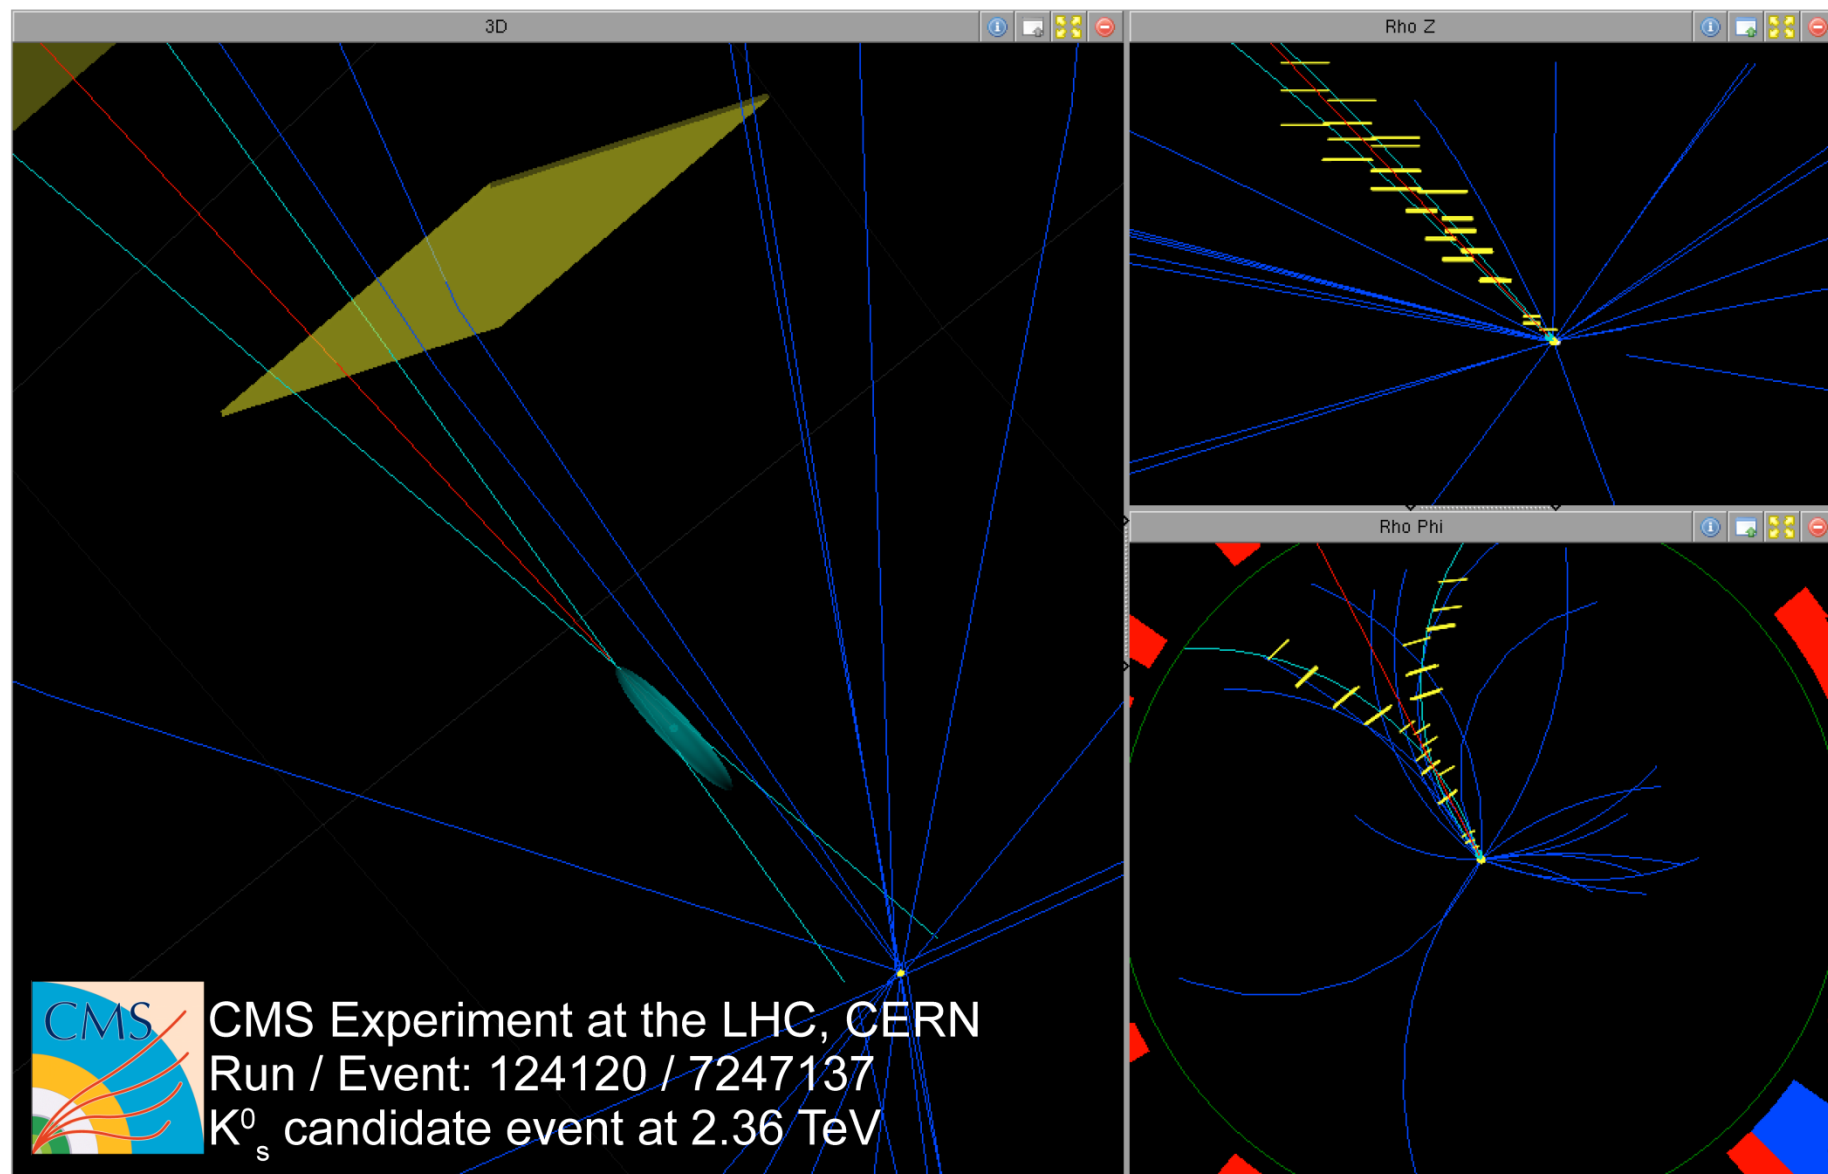 3D
Rho Z
Rho Phi
CMS
CMS Experiment at the LHC, CERN
Run / Event: 124120 / 7247137
K⁰ₛ candidate event at 2.36 TeV